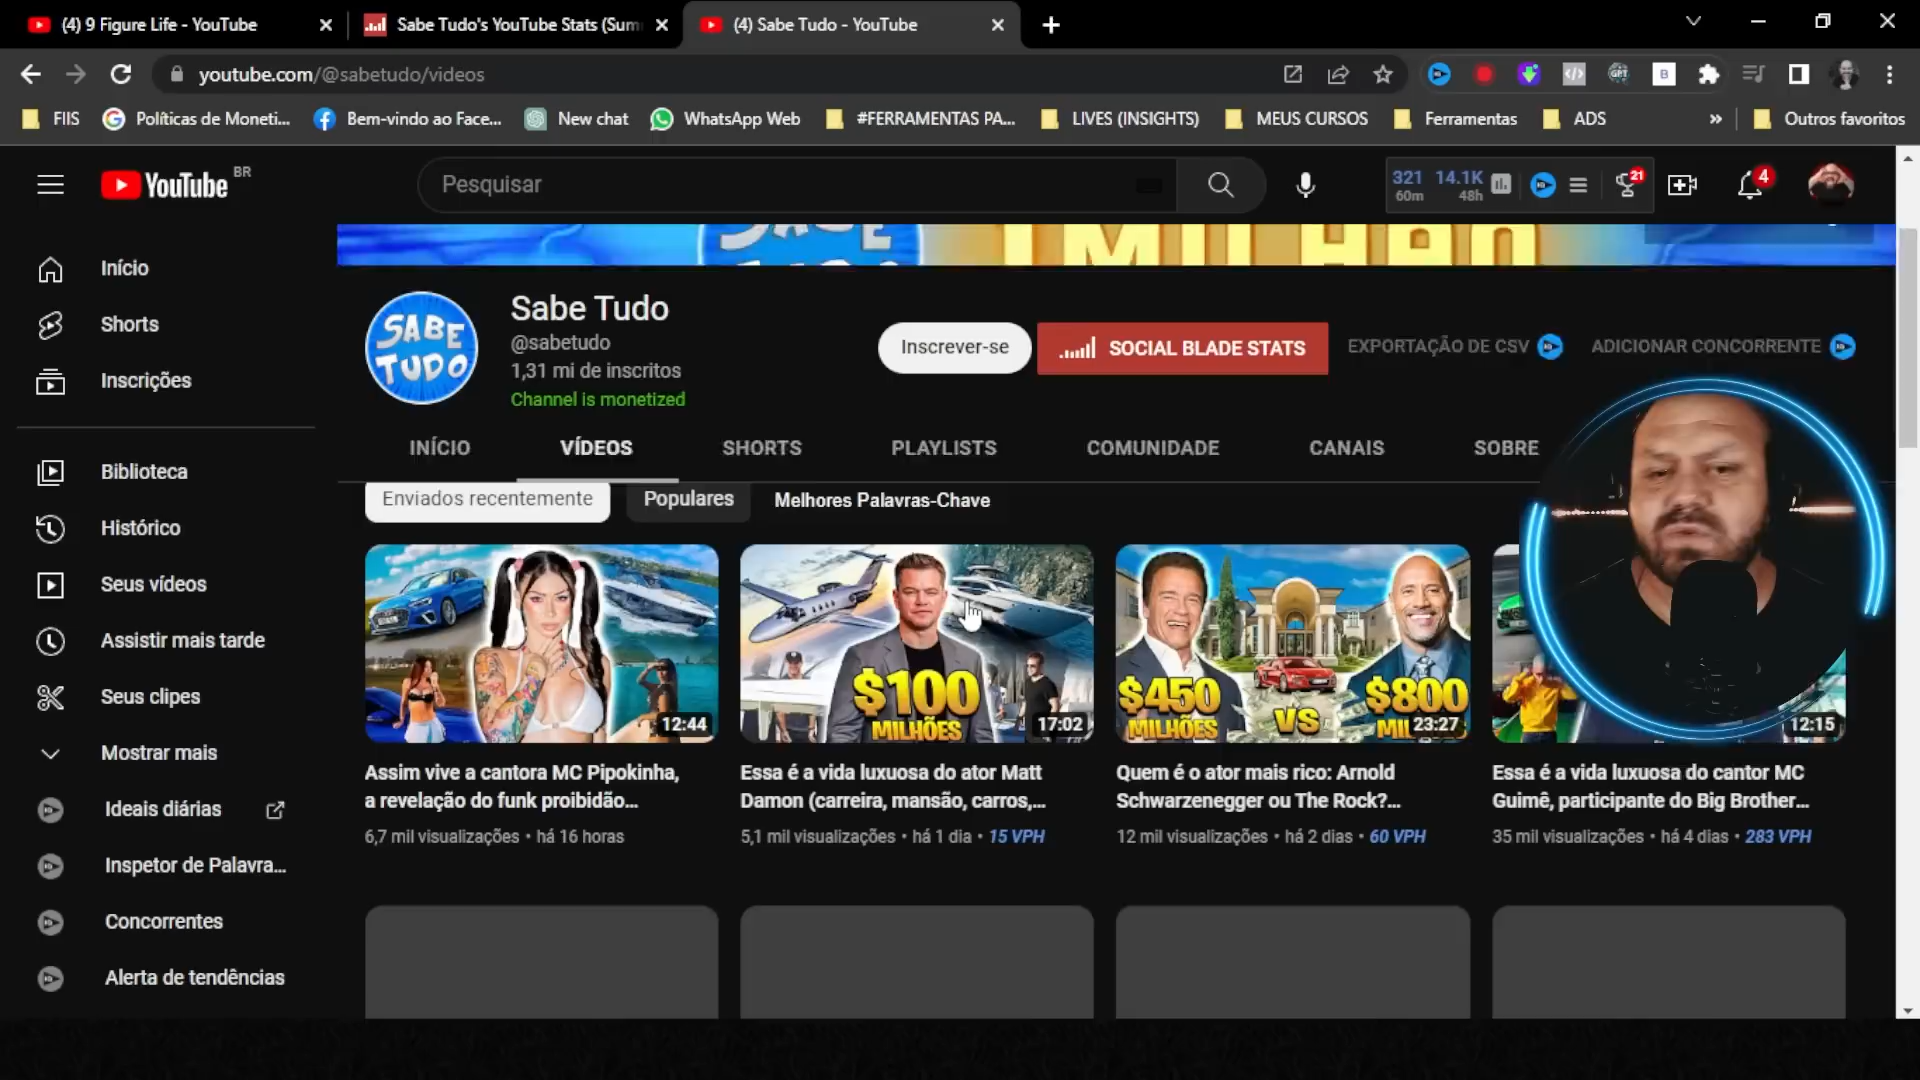 (4) 9 Figure Life - YouTube
Sabe Tudo's YouTube Stats (Sum
(4) Sabe Tudo - YouTube
youtube.com/@sabetudo/videos
GPT
B
FIIS
Políticas de Moneti...
Bem-vindo ao Face...
New chat
WhatsApp Web
#FERRAMENTAS PA...
LIVES (INSIGHTS)
MEUS CURSOS
Ferramentas
ADS
»
Outros favoritos
YouTube BR
Pesquisar
321
60m
14.1K
48h
21
4
SABE
MILHÃO
Início
Shorts
Inscrições
Biblioteca
Histórico
Seus vídeos
Assistir mais tarde
Seus clipes
Mostrar mais
Ideais diárias
Inspetor de Palavra...
Concorrentes
Alerta de tendências
SABE
TUDO
Sabe Tudo
@sabetudo
1,31 mi de inscritos
Channel is monetized
Inscrever-se
SOCIAL BLADE STATS
EXPORTAÇÃO DE CSV
ADICIONAR CONCORRENTE
INÍCIO
VÍDEOS
SHORTS
PLAYLISTS
COMUNIDADE
CANAIS
SOBRE
Enviados recentemente
Populares
Melhores Palavras-Chave
12:44
Assim vive a cantora MC Pipokinha,
a revelação do funk proibidão...
6,7 mil visualizações • há 16 horas
$100
MILHÕES
17:02
Essa é a vida luxuosa do ator Matt
Damon (carreira, mansão, carros,...
5,1 mil visualizações • há 1 dia • 15 VPH
$450
MILHÕES
VS
$800
MIL
23:27
Quem é o ator mais rico: Arnold
Schwarzenegger ou The Rock?...
12 mil visualizações • há 2 dias • 60 VPH
12:15
Essa é a vida luxuosa do cantor MC
Guimê, participante do Big Brother...
35 mil visualizações • há 4 dias • 283 VPH